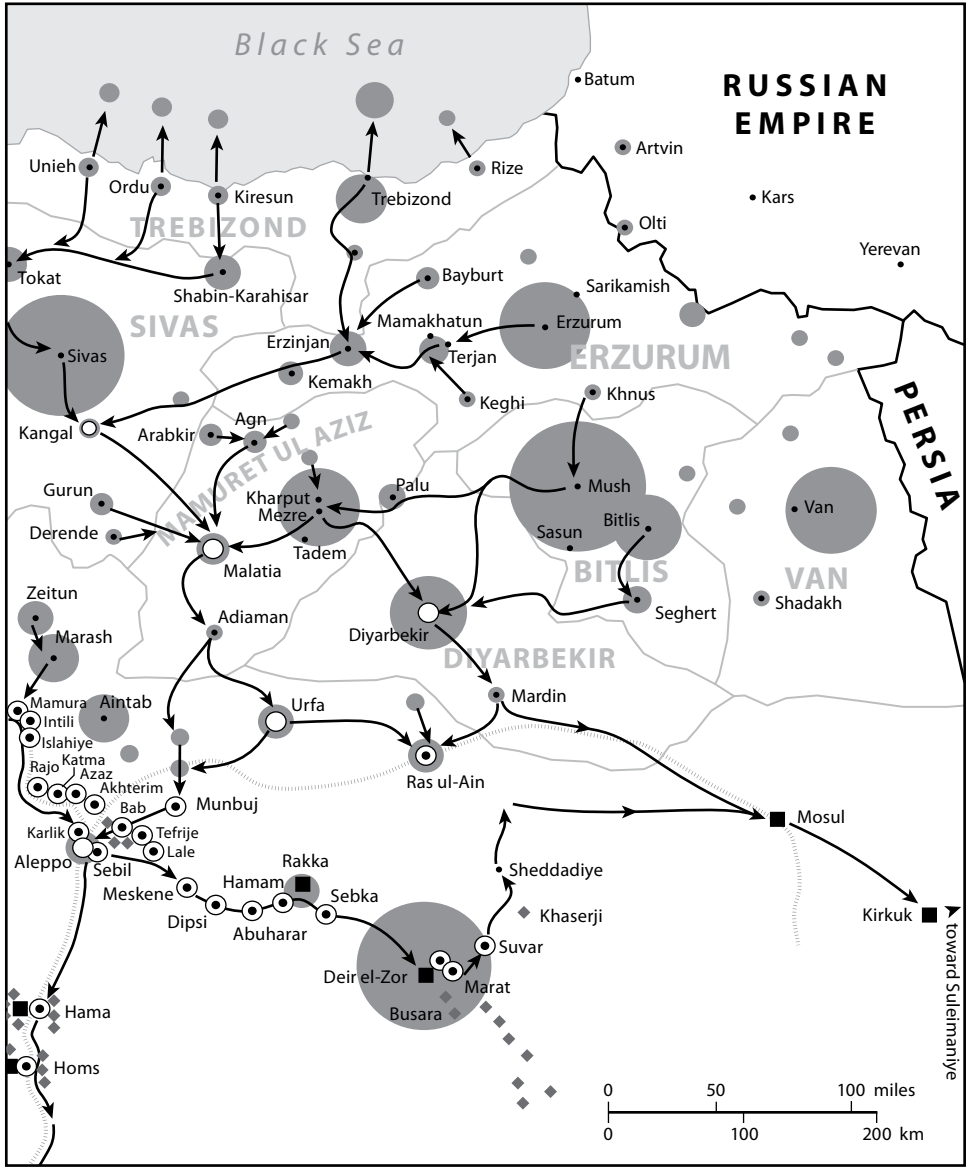 Black Sea
Batum
RUSSIAN
EMPIRE
Artvin
Unieh
Ordu
Kiresun
Rize
Trebizond
Kars
TREBIZOND
Olti
Yerevan
Tokat
Shabin-Karahisar
Bayburt
Sarikamish
SIVAS
Mamakhatun
Erzurum
Erzinjan
Terjan
ERZURUM
Sivas
Kemakh
Keghi
Khnus
PERSIA
Kangal
Arabkir
Agn
MAMURET UL AZIZ
Gurun
Kharput
Mezre
Palu
Mush
Van
Derende
Tadem
Sasun
Bitlis
Malatia
BITLIS
VAN
Zeitun
Adiaman
Seghert
Shadakh
Marash
Diyarbekir
DIYARBEKIR
Mamura
Aintab
Urfa
Mardin
Intili
Islahiye
Rajo
Katma
Azaz
Akhterim
Ras ul-Ain
Munbuj
Bab
Karlik
Tefrije
Mosul
Aleppo
Sebil
Lale
Rakka
Sheddadiye
Meskene
Hamam
Sebka
Dipsi
Abuharar
Khaserji
Kirkuk
toward Suleimaniye
Suvar
Deir el-Zor
Marat
Busara
Hama
Homs
0 50 100 miles
0 100 200 km